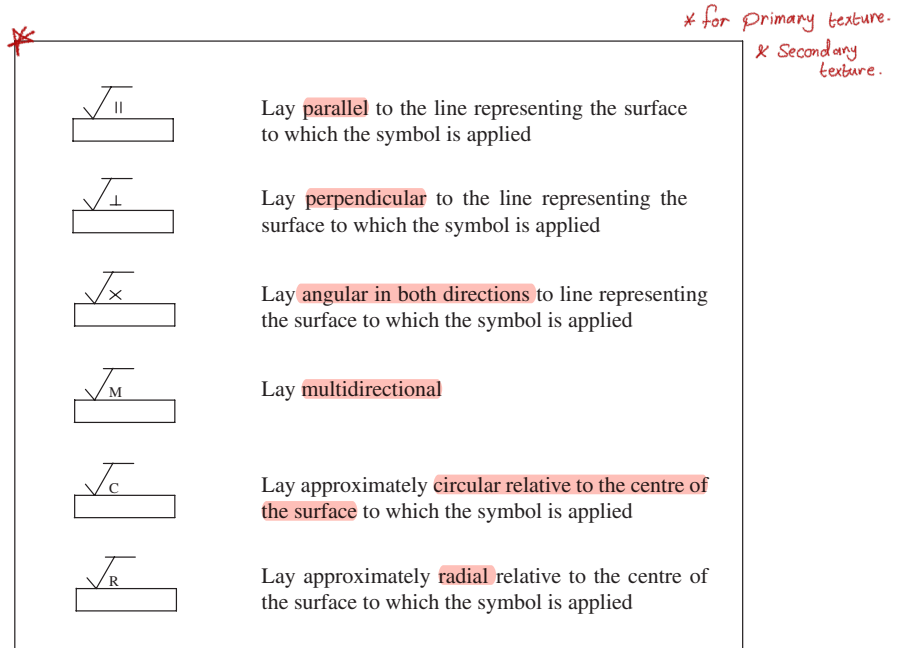 * for primary texture.
* Secondary
texture.
||
Lay parallel to the line representing the surface
to which the symbol is applied
⊥
Lay perpendicular to the line representing the
surface to which the symbol is applied
×
Lay angular in both directions to line representing
the surface to which the symbol is applied
M
Lay multidirectional
C
Lay approximately circular relative to the centre of
the surface to which the symbol is applied
R
Lay approximately radial relative to the centre of
the surface to which the symbol is applied